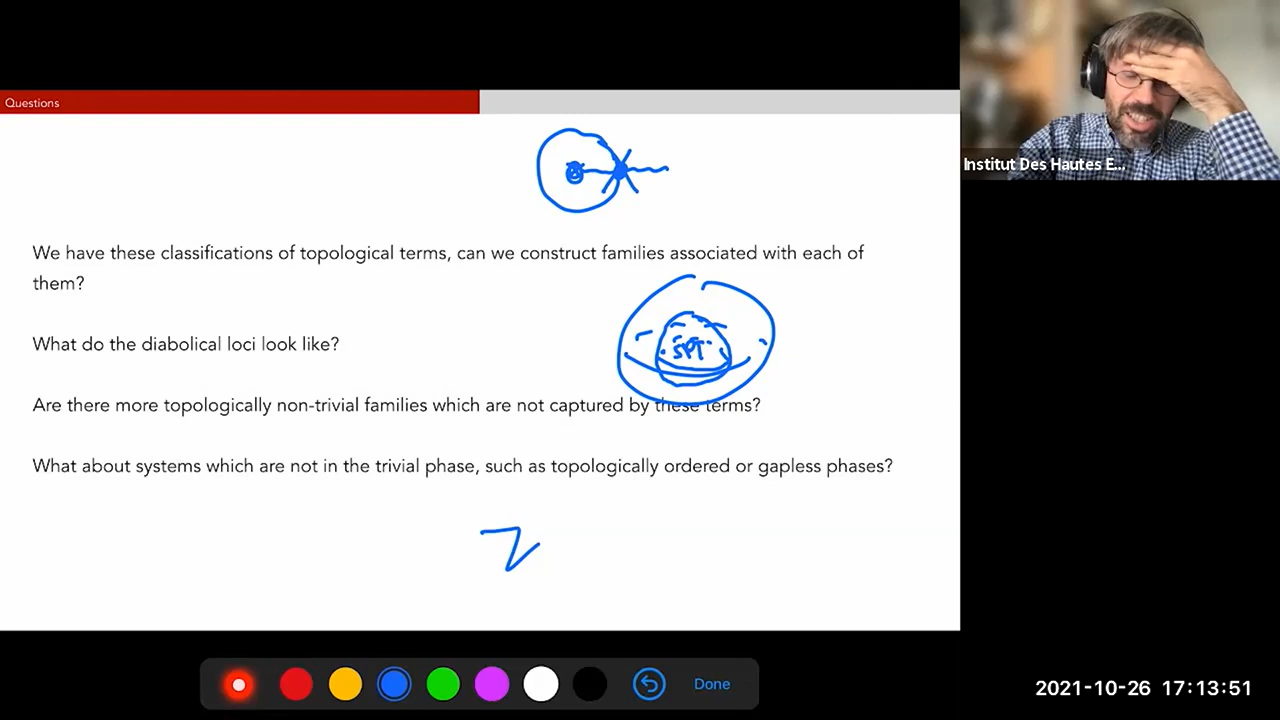 Questions
Institut Des Hautes E...
We have these classifications of topological terms, can we construct families associated with each of
them?
What do the diabolical loci look like?
SPT
Are there more topologically non-trivial families which are not captured by these terms?
What about systems which are not in the trivial phase, such as topologically ordered or gapless phases?
Done
2021-10-26 17:13:51